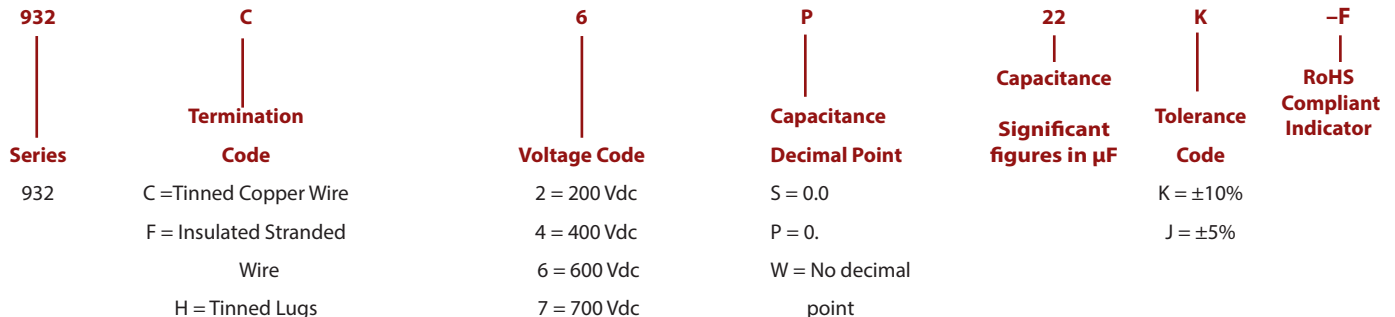 932 C 6 P 22 K –F
Capacitance RoHS
Compliant
Termination Capacitance Significant Tolerance Indicator
Series Code Voltage Code Decimal Point figures in µF Code
932 C =Tinned Copper Wire 2 = 200 Vdc S = 0.0 K = ±10%
F = Insulated Stranded 4 = 400 Vdc P = 0. J = ±5%
Wire 6 = 600 Vdc W = No decimal
H = Tinned Lugs 7 = 700 Vdc point